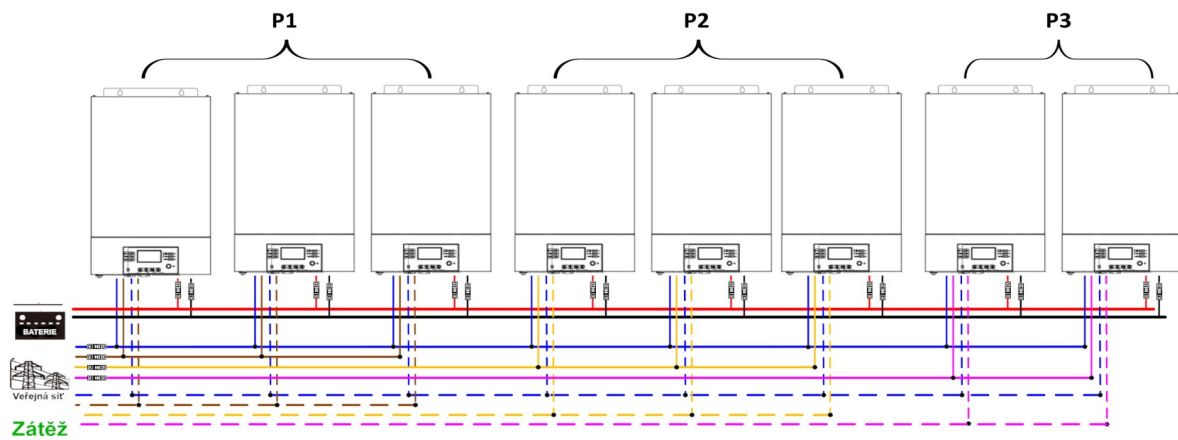 P1
P2
P3
BATERIE
Veřejná síť
Zátěž